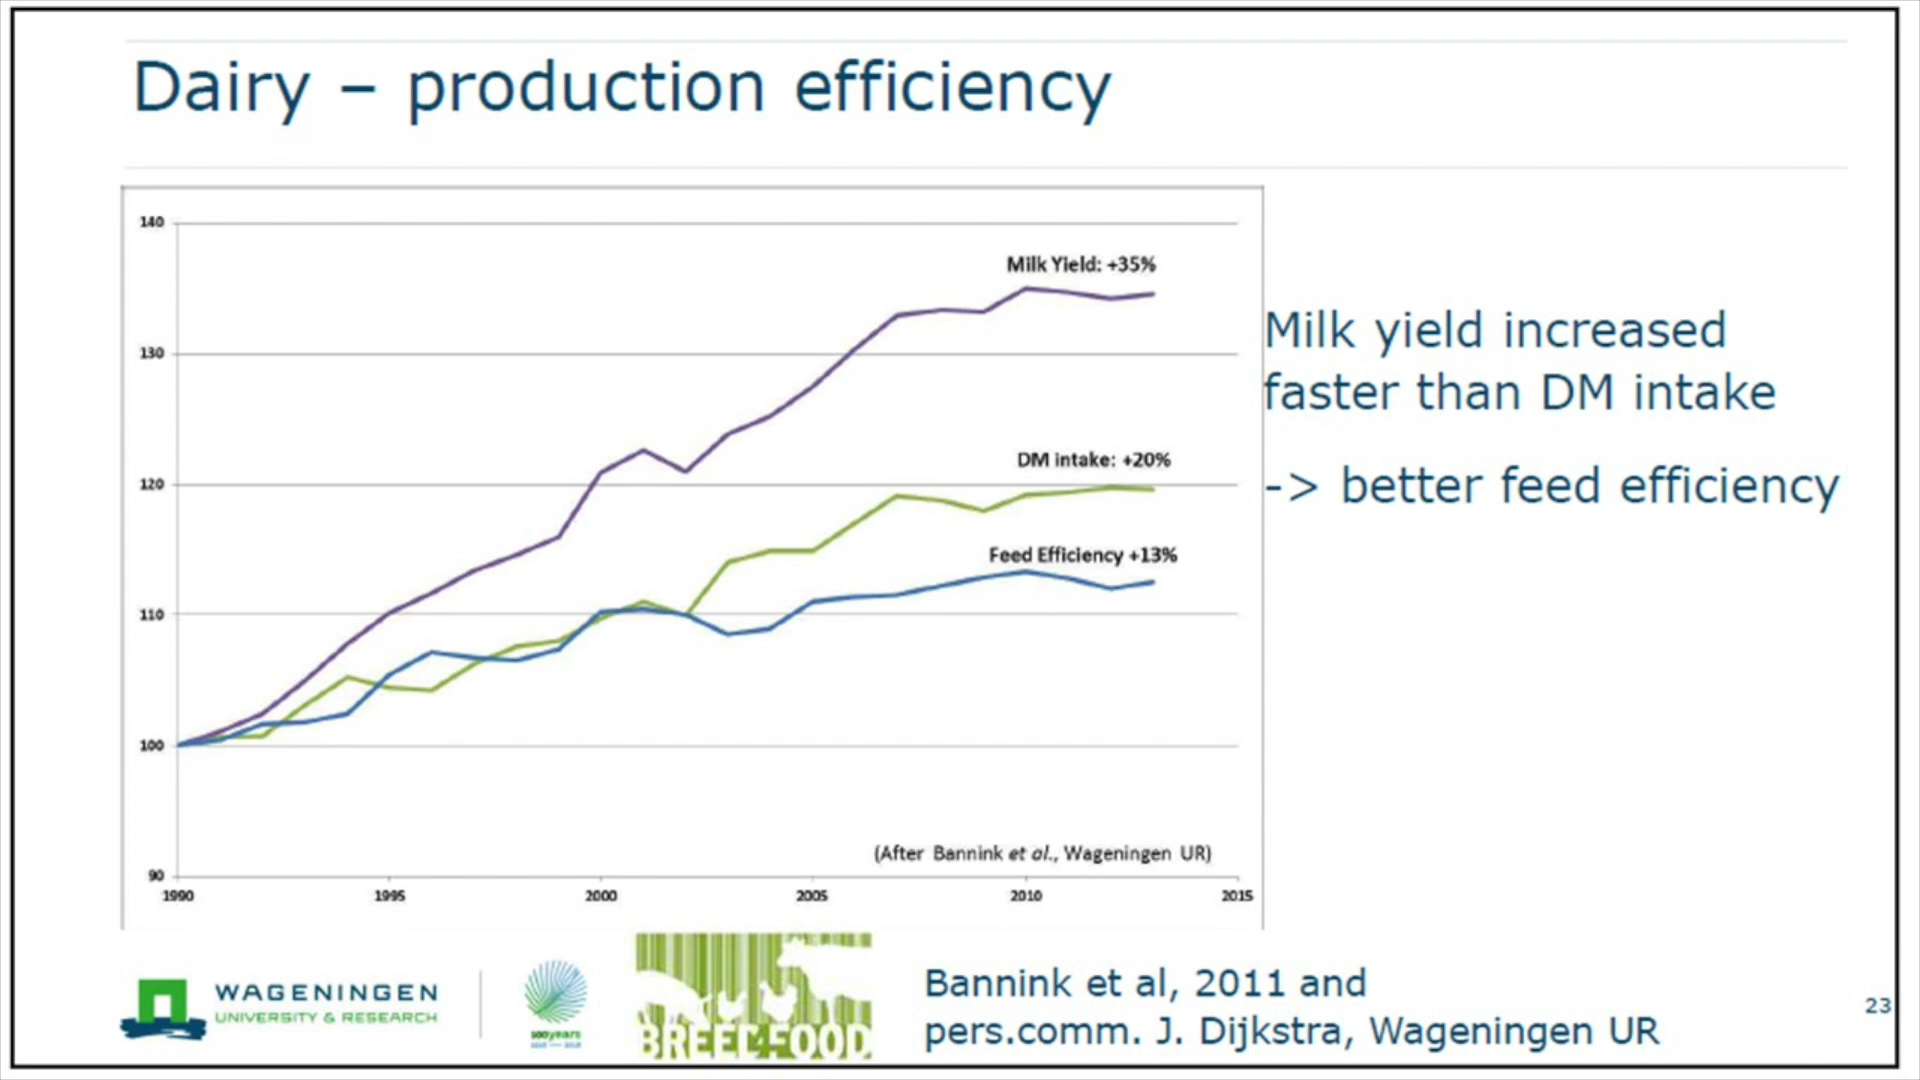 Dairy – production efficiency
140
130
120
110
100
90
1990 1995 2000 2005 2010 2015
Milk Yield: +35%
DM intake: +20%
Feed Efficiency +13%
(After Bannink et al., Wageningen UR)
Milk yield increased
faster than DM intake
-> better feed efficiency
WAGENINGEN
UNIVERSITY & RESEARCH
100years
BREED4FOOD
Bannink et al, 2011 and
pers.comm. J. Dijkstra, Wageningen UR
23